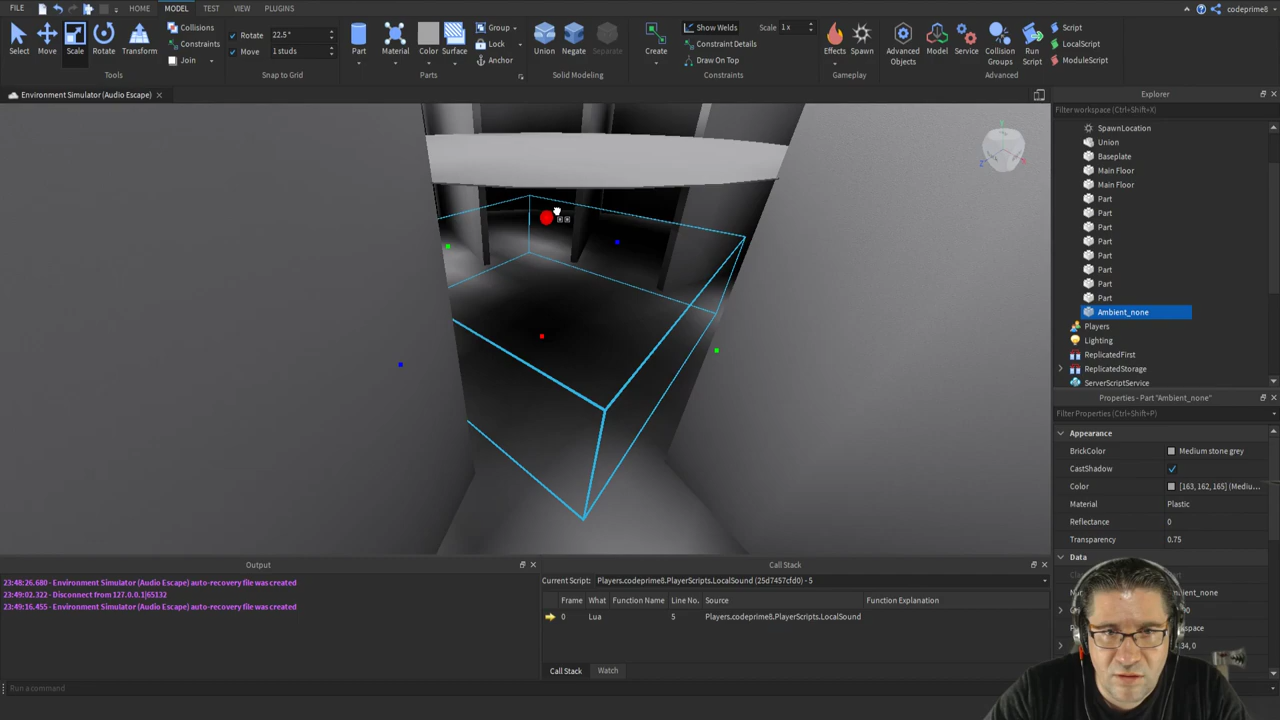 FILE HOME MODEL TEST VIEW PLUGINS codeprime8
Select Move Scale Rotate Transform
Collisions
Constraints
Join
Tools
Rotate 22.5°
Move 1 studs
Snap to Grid
Part Material Color Surface
Group
Lock
Anchor
Parts
Union Negate Separate
Solid Modeling
Create
Show Welds Scale 1x
Constraint Details
Draw On Top
Constraints
Effects Spawn
Gameplay
Advanced Objects Model Service Collision Groups Run Script
Script
LocalScript
ModuleScript
Advanced
Environment Simulator (Audio Escape)
Explorer
Filter workspace (Ctrl+Shift+X)
SpawnLocation
Union
Baseplate
Main Floor
Main Floor
Part
Part
Part
Part
Part
Part
Part
Part
Ambient_none
Players
Lighting
ReplicatedFirst
ReplicatedStorage
ServerScriptService
Properties - Part "Ambient_none"
Filter Properties (Ctrl+Shift+P)
Appearance
BrickColor Medium stone grey
CastShadow
Color [163, 162, 165] (Mediu...
Material Plastic
Reflectance 0
Transparency 0.75
Data
Output
23:48:26.680 - Environment Simulator (Audio Escape) auto-recovery file was created
23:49:02.322 - Disconnect from 127.0.0.1|65132
23:49:16.455 - Environment Simulator (Audio Escape) auto-recovery file was created
Call Stack
Current Script: Players.codeprime8.PlayerScripts.LocalSound (25d7457cfd0) - 5
Frame What Function Name Line No. Source Function Explanation
0 Lua 5 Players.codeprime8.PlayerScripts.LocalSound
Call Stack Watch
Run a command